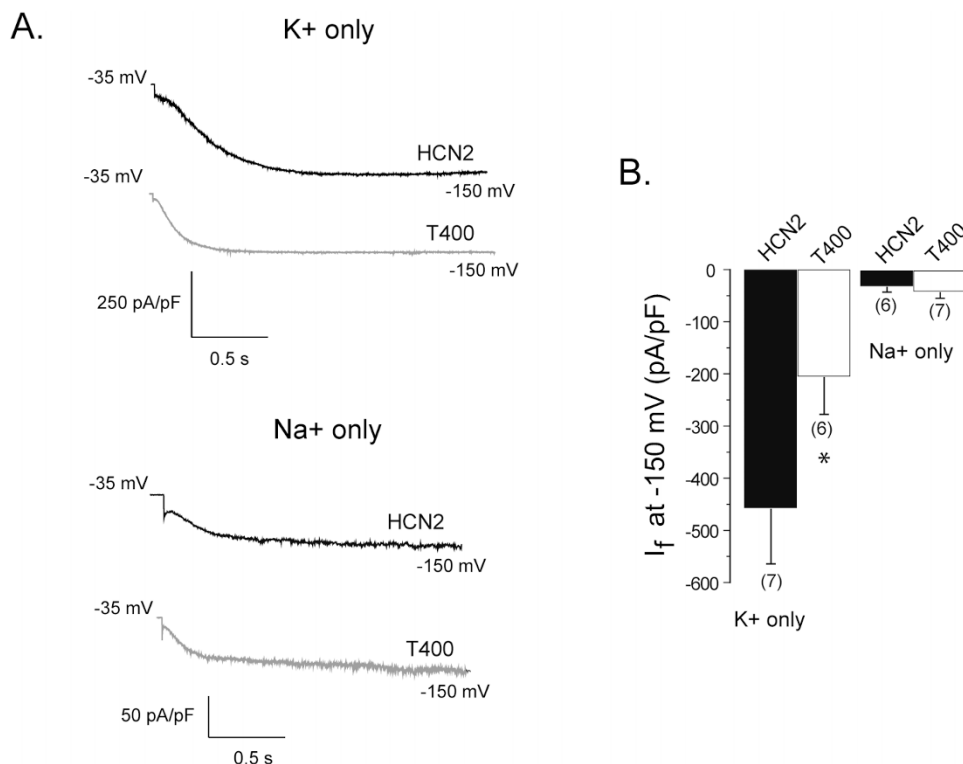 A.
K+ only
-35 mV
HCN2
-150 mV
-35 mV
T400
-150 mV
250 pA/pF
0.5 s
Na+ only
-35 mV
HCN2
-150 mV
-35 mV
T400
-150 mV
50 pA/pF
0.5 s
B.
HCN2
T400
HCN2
T400
If at -150 mV (pA/pF)
0
-100
-200
-300
-400
-500
-600
(6)
(7)
Na+ only
(6)
*
(7)
K+ only